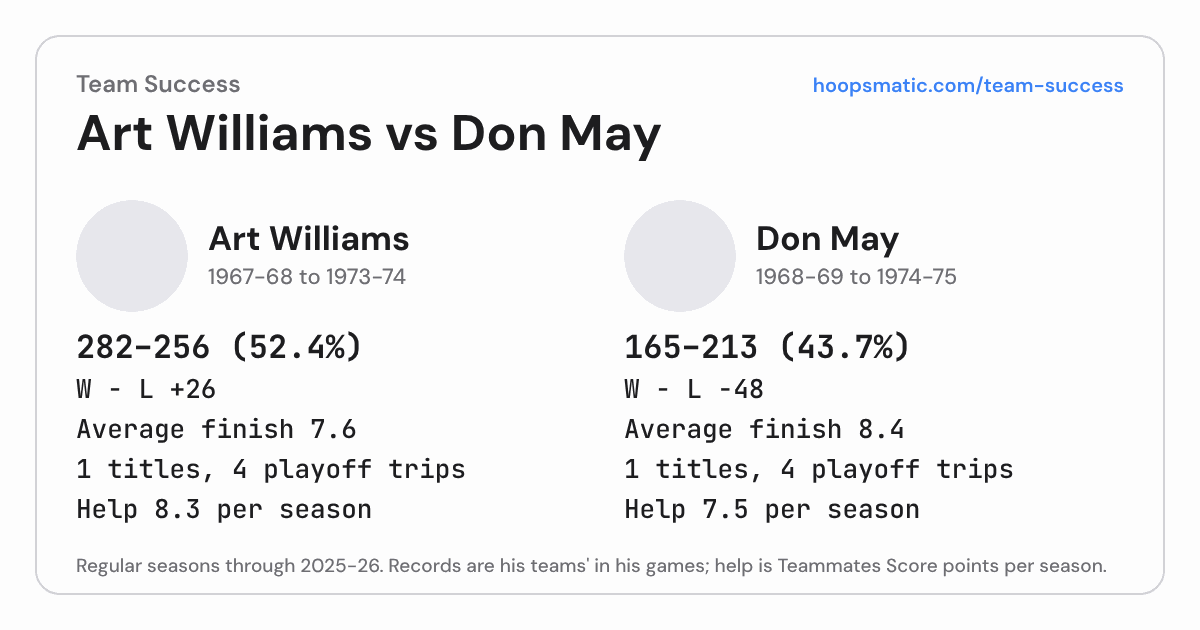 Team Success
hoopsmatic.com/team-success
Art Williams vs Don May
Art Williams
1967-68 to 1973-74
282-256 (52.4%)
W - L +26
Average finish 7.6
1 titles, 4 playoff trips
Help 8.3 per season
Don May
1968-69 to 1974-75
165-213 (43.7%)
W - L -48
Average finish 8.4
1 titles, 4 playoff trips
Help 7.5 per season
Regular seasons through 2025-26. Records are his teams' in his games; help is Teammates Score points per season.